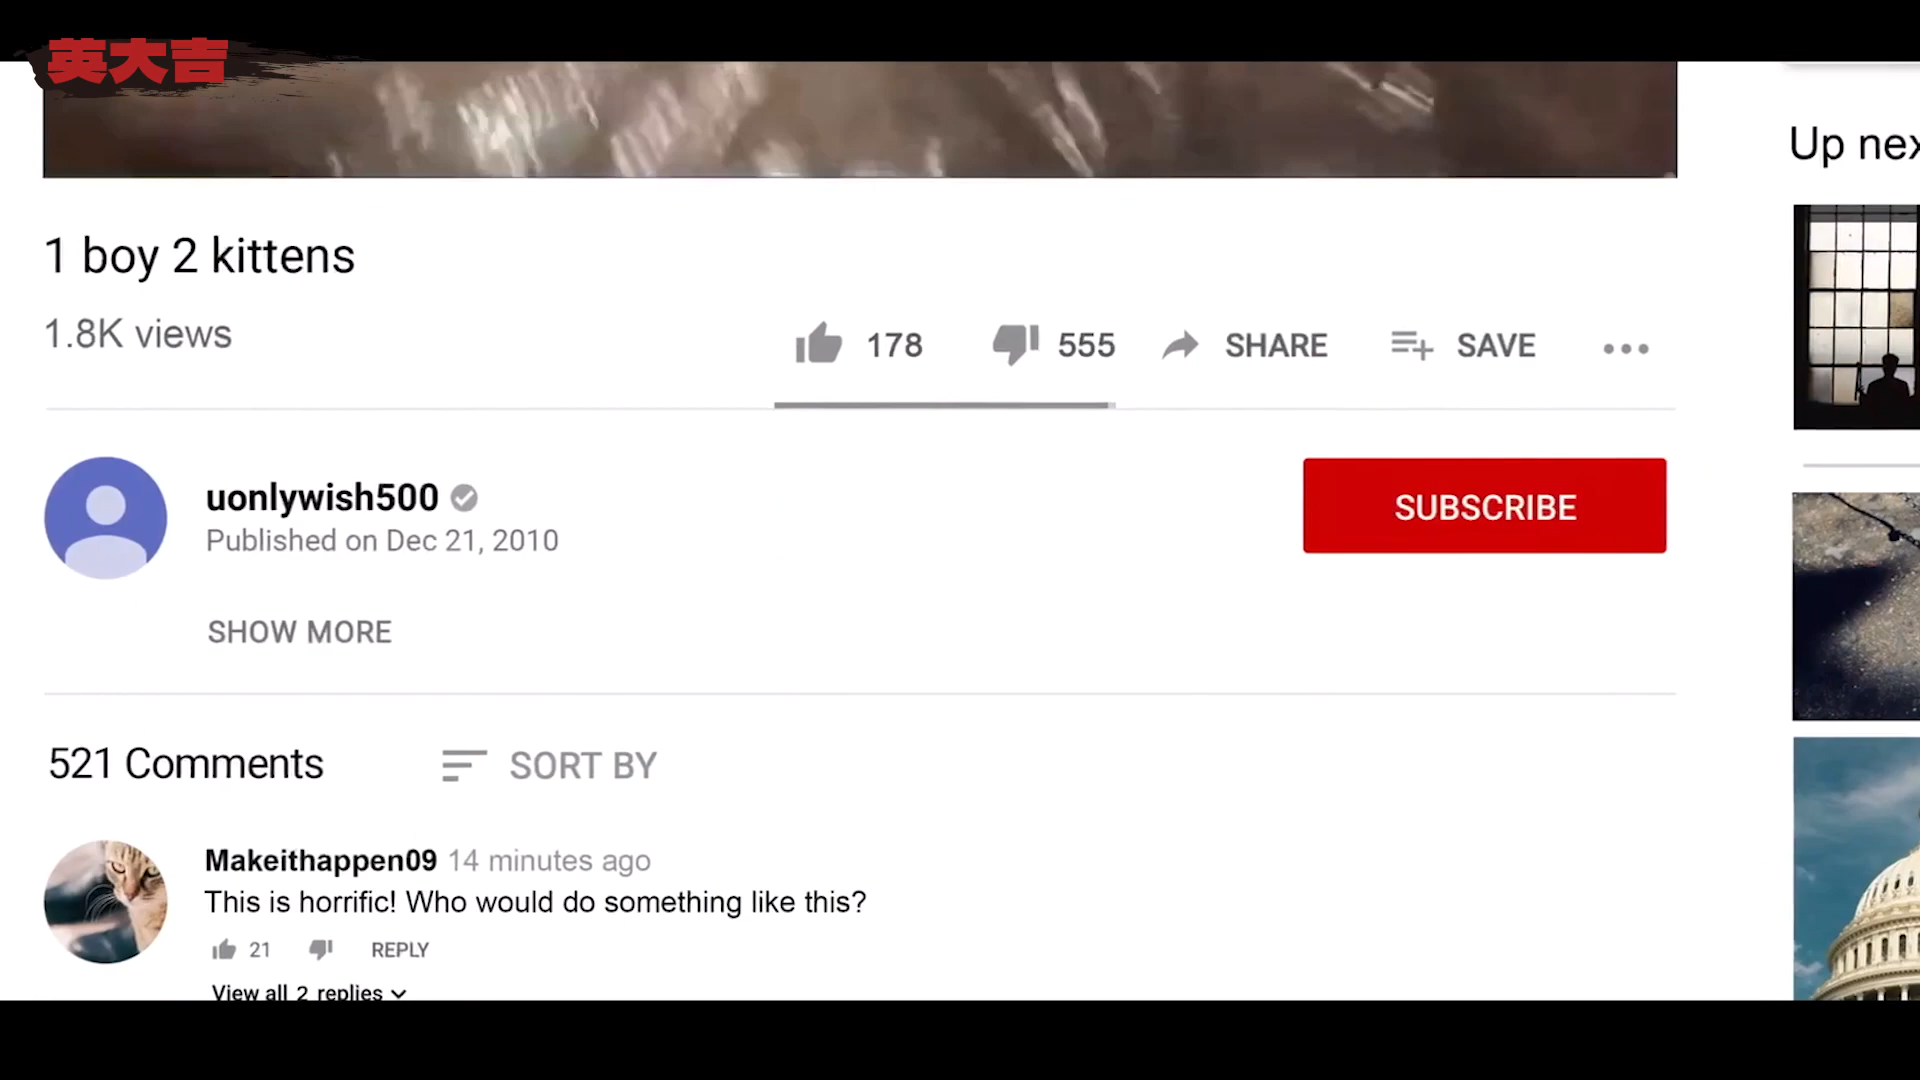 英大吉
Up nex
1 boy 2 kittens
1.8K views
178
555
SHARE
SAVE
uonlywish500
Published on Dec 21, 2010
SUBSCRIBE
SHOW MORE
521 Comments
SORT BY
Makeithappen09 14 minutes ago
This is horrific! Who would do something like this?
21
REPLY
View all 2 replies